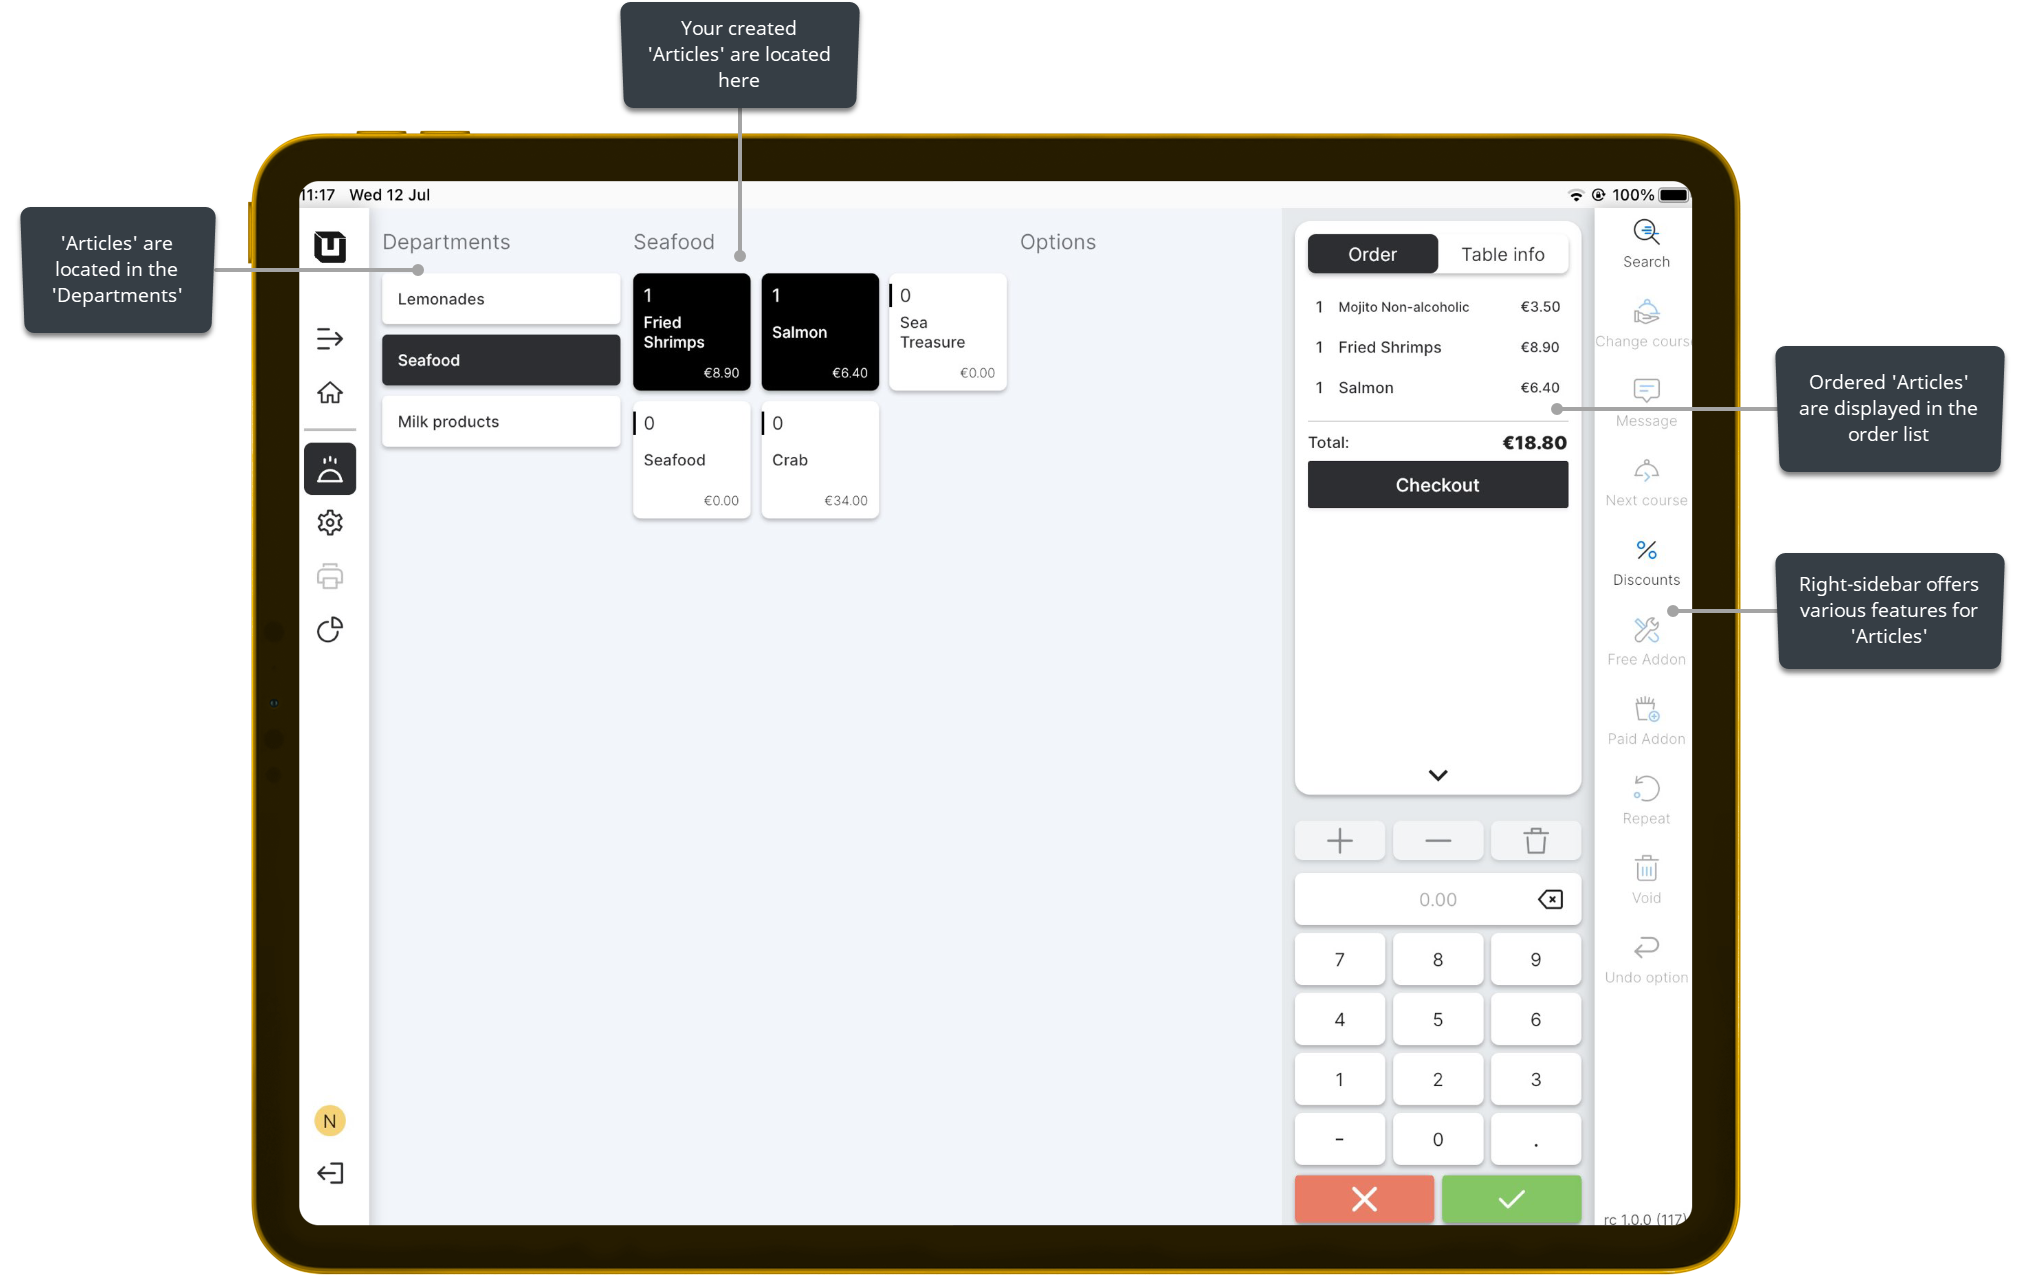 Your created
'Articles' are located
here
11:17 Wed 12 Jul
100%
'Articles' are
located in the
'Departments'
Departments
Lemonades
Seafood
Milk products
Seafood
1
Fried
Shrimps
€8.90
1
Salmon
€6.40
0
Sea
Treasure
€0.00
0
Seafood
€0.00
0
Crab
€34.00
Options
Order
Table info
1 Mojito Non-alcoholic €3.50
1 Fried Shrimps €8.90
1 Salmon €6.40
Total: €18.80
Checkout
0.00
7 8 9
4 5 6
1 2 3
- 0 .
Search
Change cours
Message
Next course
Discounts
Free Addon
Paid Addon
Repeat
Void
Undo option
rc 1.0.0 (117)
Ordered 'Articles'
are displayed in the
order list
Right-sidebar offers
various features for
'Articles'
N